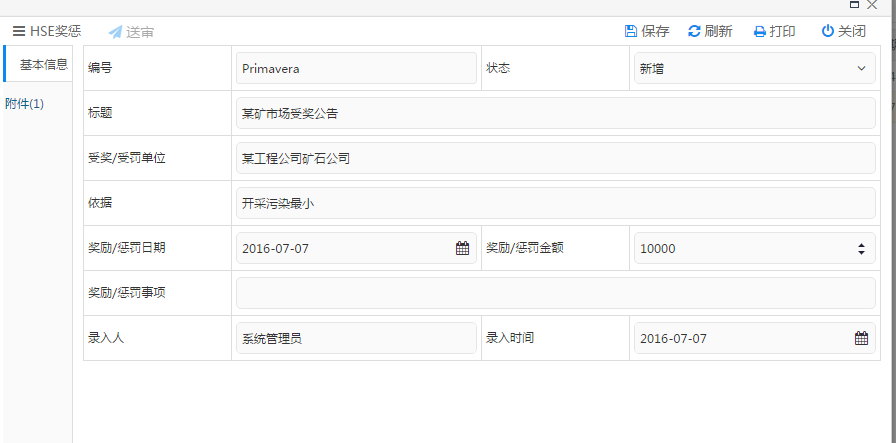 HSE奖惩 送审 保存 刷新 打印 关闭
基本信息
附件(1)
编号 Primavera 状态 新增
标题 某矿市场受奖公告
受奖/受罚单位 某工程公司矿石公司
依据 开采污染最小
奖励/惩罚日期 2016-07-07 奖励/惩罚金额 10000
奖励/惩罚事项
录入人 系统管理员 录入时间 2016-07-07